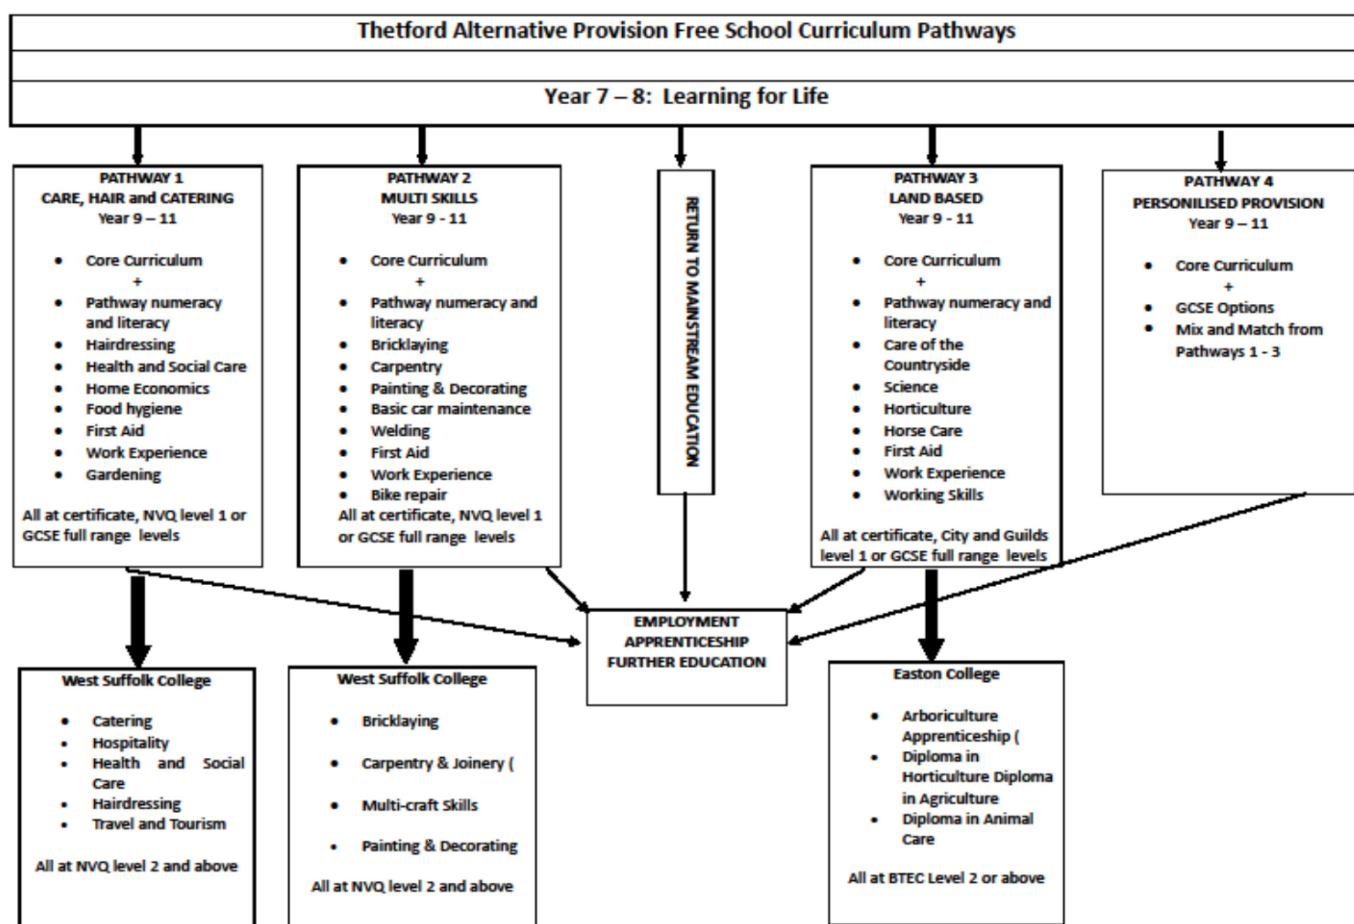 Thetford Alternative Provision Free School Curriculum Pathways
Year 7 – 8: Learning for Life
PATHWAY 1
CARE, HAIR and CATERING
Year 9 – 11
• Core Curriculum
+
• Pathway numeracy
and literacy
• Hairdressing
• Health and Social Care
• Home Economics
• Food hygiene
• First Aid
• Work Experience
• Gardening
All at certificate, NVQ level 1 or
GCSE full range levels
PATHWAY 2
MULTI SKILLS
Year 9 - 11
• Core Curriculum
+
• Pathway numeracy and
literacy
• Bricklaying
• Carpentry
• Painting & Decorating
• Basic car maintenance
• Welding
• First Aid
• Work Experience
• Bike repair
All at certificate, NVQ level 1
or GCSE full range levels
RETURN TO MAINSTREAM EDUCATION
PATHWAY 3
LAND BASED
Year 9 - 11
• Core Curriculum
+
• Pathway numeracy and
literacy
• Care of the
Countryside
• Science
• Horticulture
• Horse Care
• First Aid
• Work Experience
• Working Skills
All at certificate, City and Guilds
level 1 or GCSE full range levels
PATHWAY 4
PERSONILISED PROVISION
Year 9 – 11
• Core Curriculum
+
• GCSE Options
• Mix and Match from
Pathways 1 - 3
West Suffolk College
• Catering
• Hospitality
• Health and Social
Care
• Hairdressing
• Travel and Tourism
All at NVQ level 2 and above
West Suffolk College
• Bricklaying
• Carpentry & Joinery (
• Multi-craft Skills
• Painting & Decorating
All at NVQ level 2 and above
EMPLOYMENT
APPRENTICESHIP
FURTHER EDUCATION
Easton College
• Arboriculture
Apprenticeship (
• Diploma in
Horticulture Diploma
in Agriculture
• Diploma in Animal
Care
All at BTEC Level 2 or above